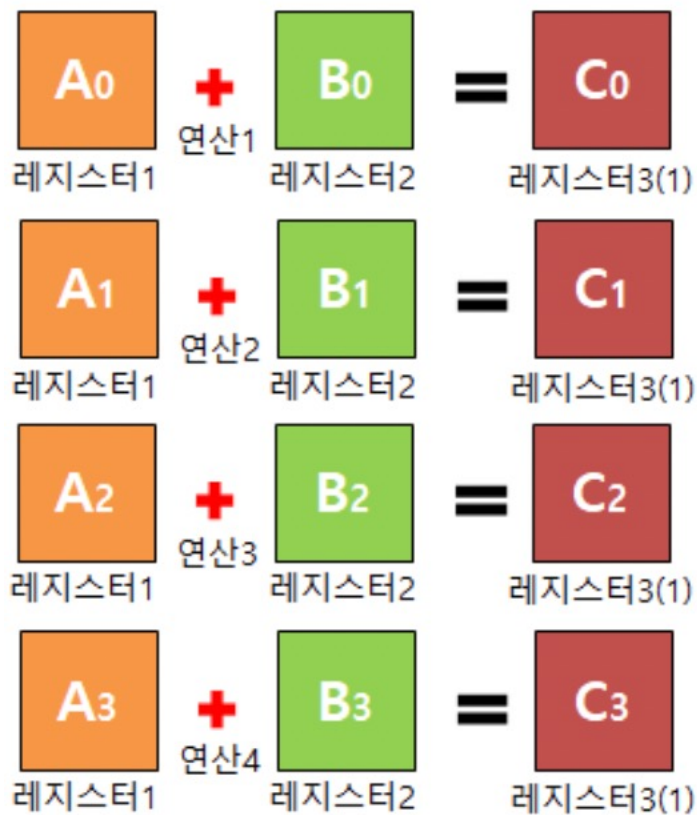 A0 + B0 = C0
연산1
레지스터1 레지스터2 레지스터3(1)
A1 + B1 = C1
연산2
레지스터1 레지스터2 레지스터3(1)
A2 + B2 = C2
연산3
레지스터1 레지스터2 레지스터3(1)
A3 + B3 = C3
연산4
레지스터1 레지스터2 레지스터3(1)